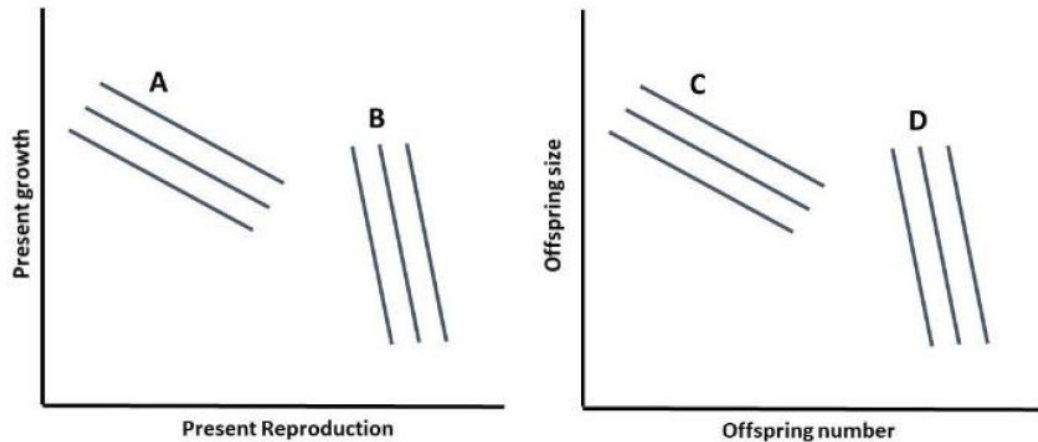 A
B
Present growth
Present Reproduction
C
D
Offspring size
Offspring number